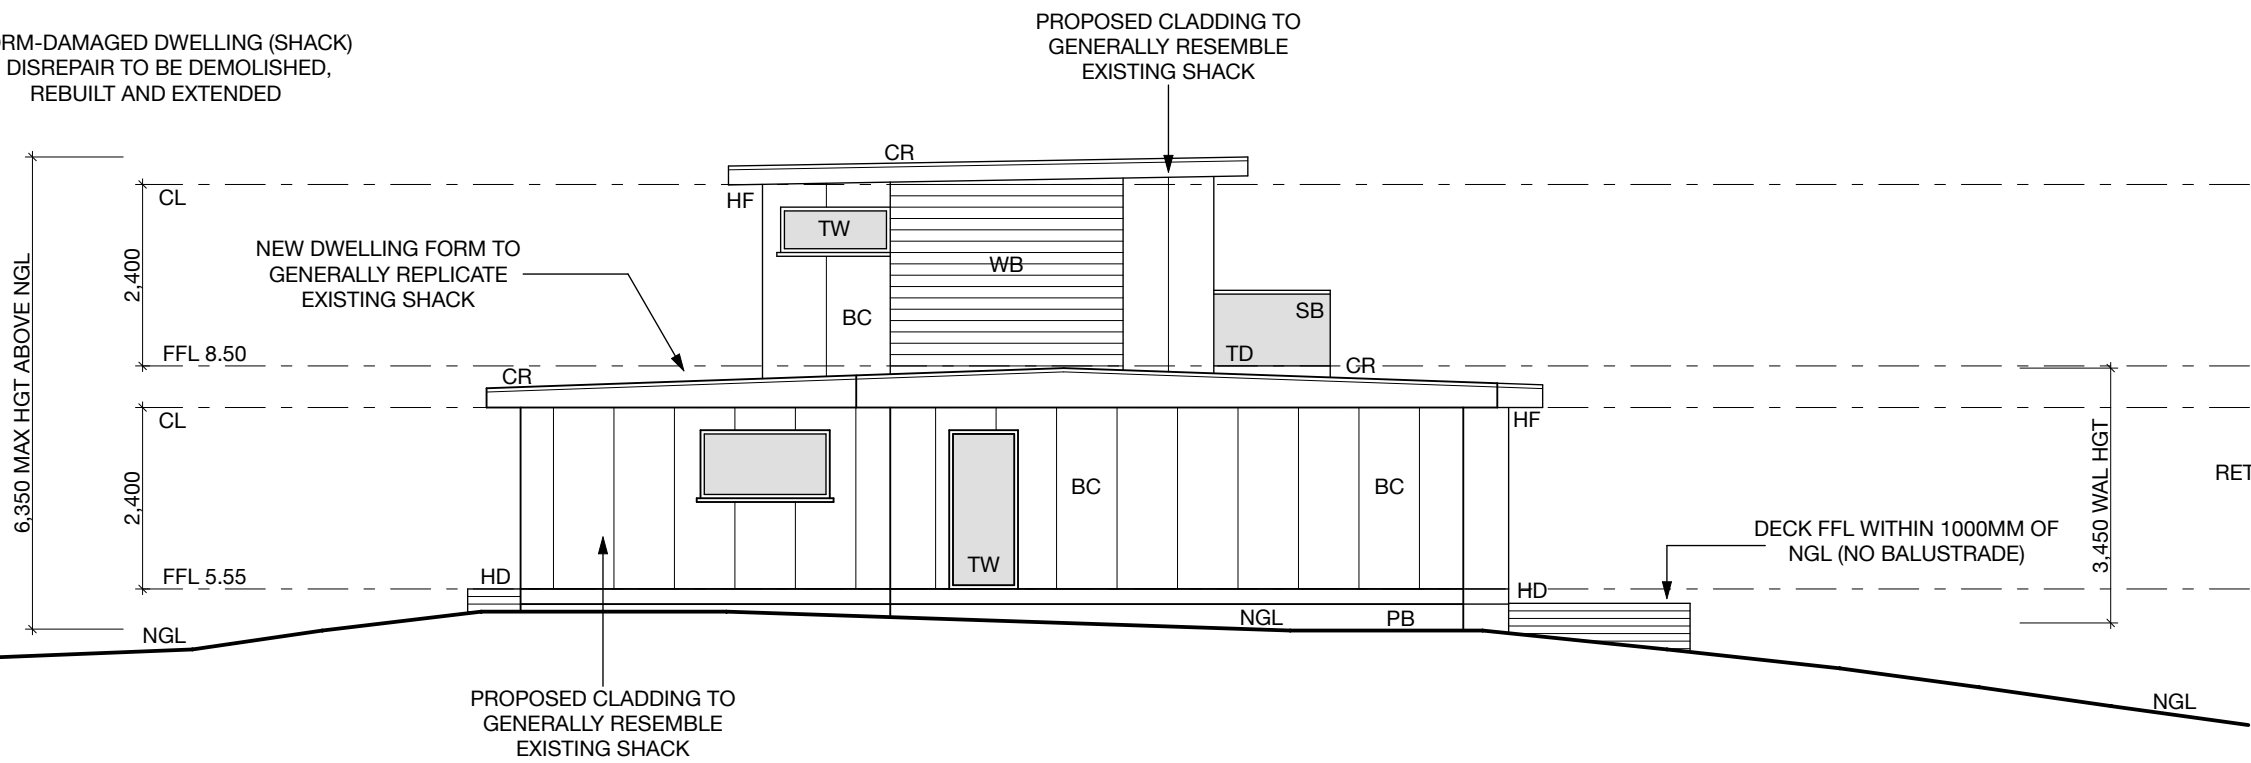 RM-DAMAGED DWELLING (SHACK)
DISREPAIR TO BE DEMOLISHED,
REBUILT AND EXTENDED
PROPOSED CLADDING TO
GENERALLY RESEMBLE
EXISTING SHACK
CR
CL
HF
TW
WB
BC
SB
TD
NEW DWELLING FORM TO
GENERALLY REPLICATE
EXISTING SHACK
2,400
6,350 MAX HGT ABOVE NGL
FFL 8.50
CR
CR
CL
HF
2,400
BC
BC
TW
3,450 WAL HGT
RET
DECK FFL WITHIN 1000MM OF
NGL (NO BALUSTRADE)
FFL 5.55
HD
HD
NGL
NGL
PB
NGL
PROPOSED CLADDING TO
GENERALLY RESEMBLE
EXISTING SHACK